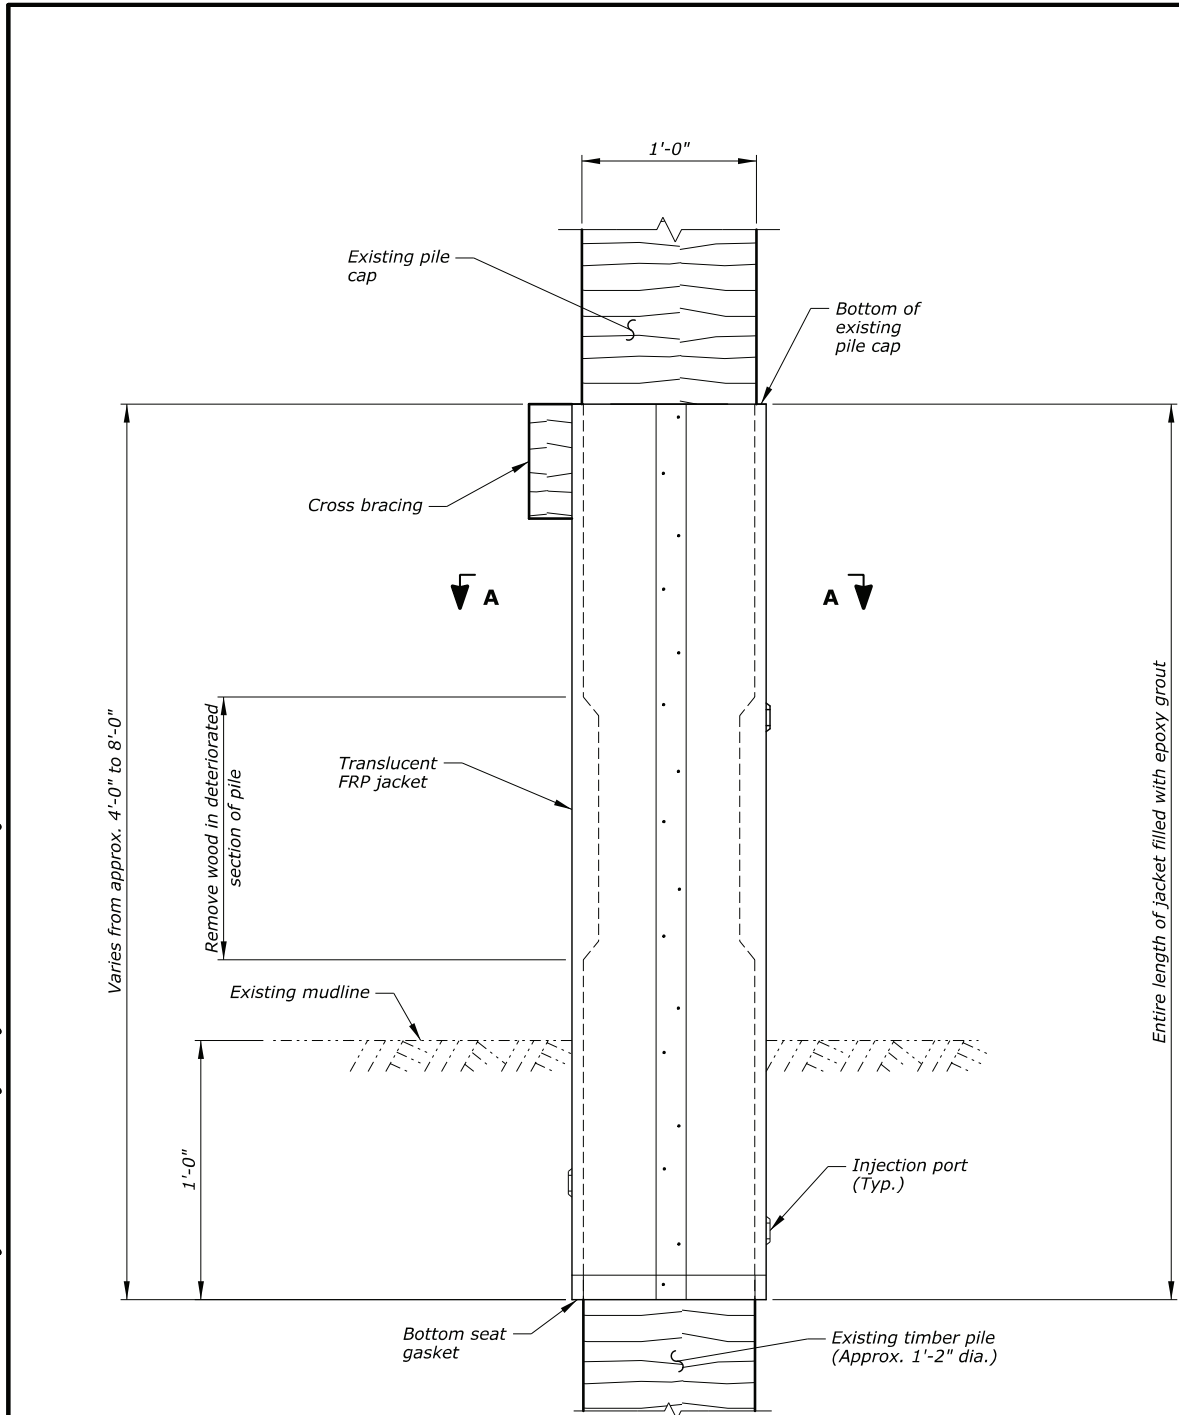 1'-0"
Existing pile
cap
Bottom of
existing
pile cap
Cross bracing
A
A
Varies from approx. 4'-0" to 8'-0"
Remove wood in deteriorated
section of pile
Translucent
FRP jacket
Entire length of jacket filled with epoxy grout
Existing mudline
1'-0"
Injection port
(Typ.)
Bottom seat
gasket
Existing timber pile
(Approx. 1'-2" dia.)